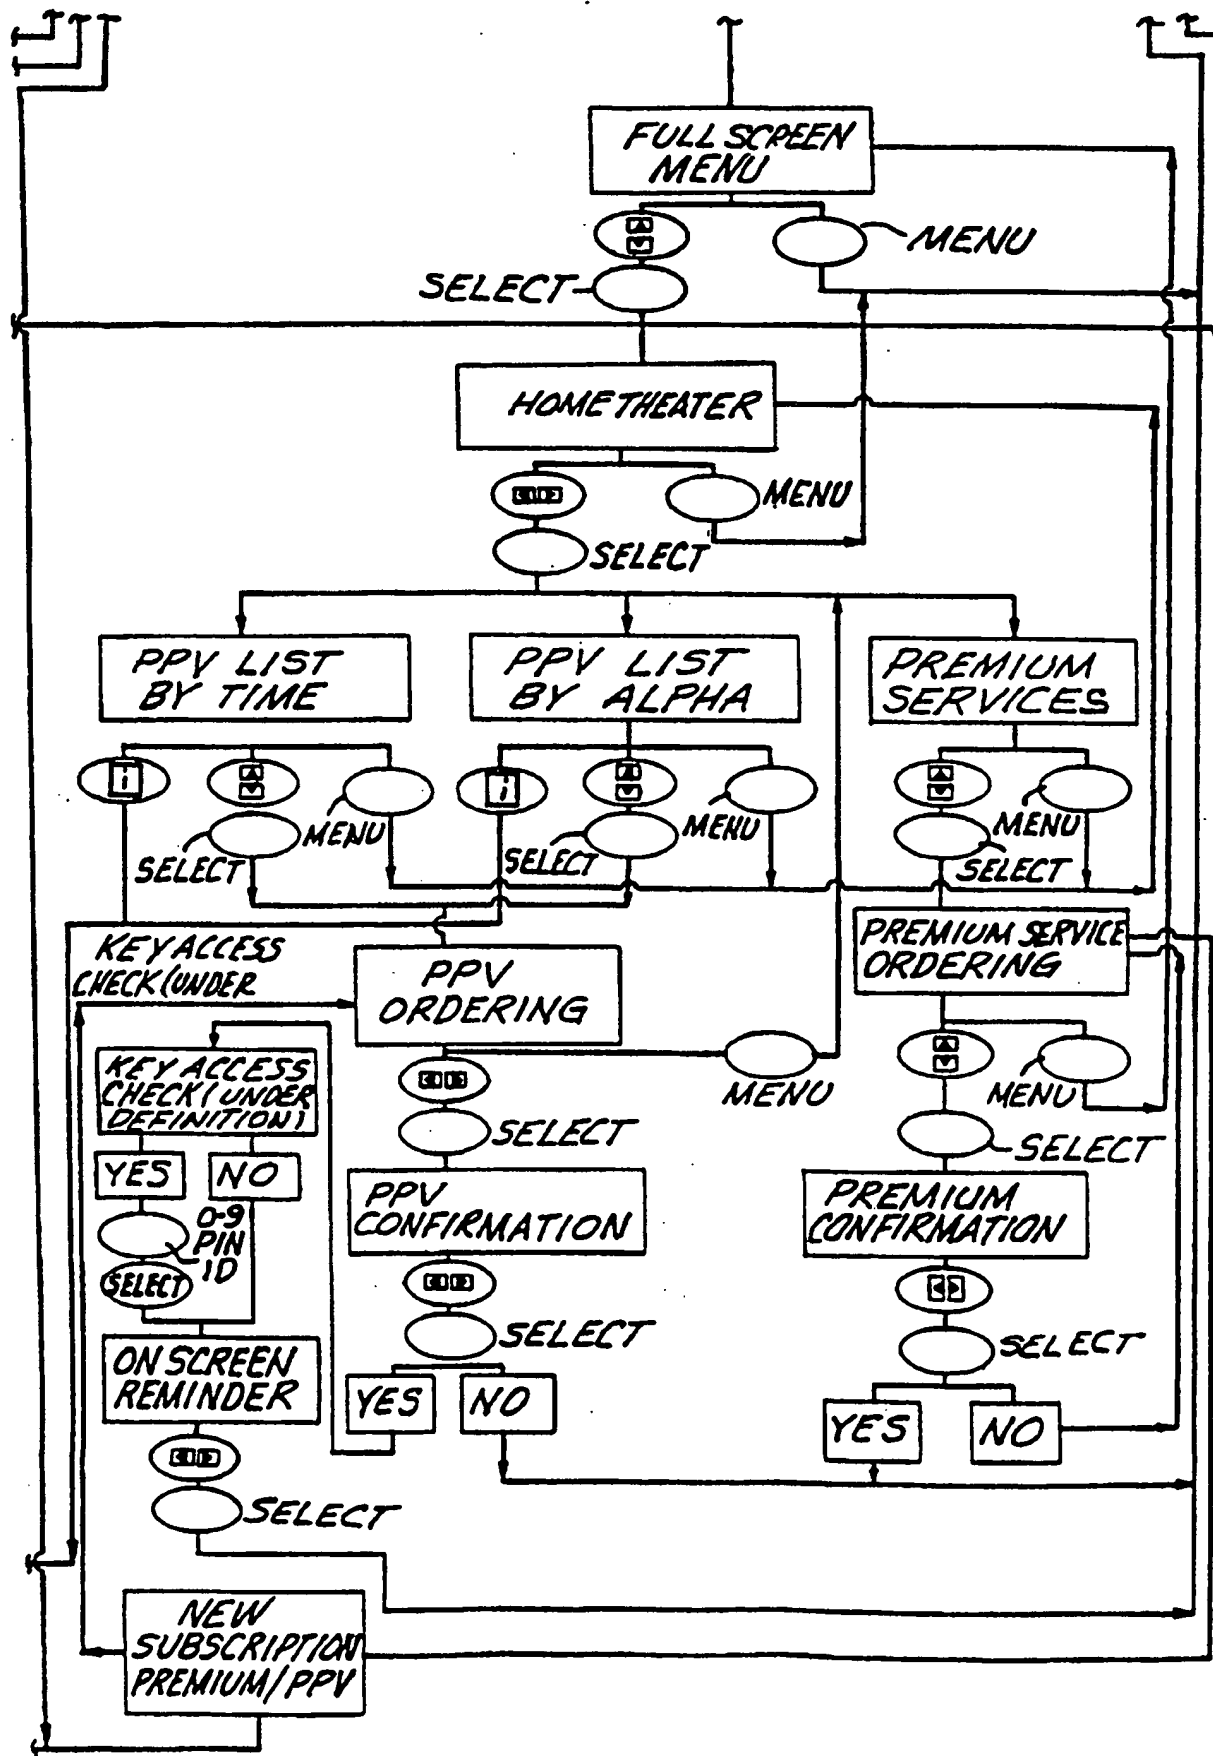 FULL SCREEN
MENU
MENU
SELECT
HOME THEATER
MENU
SELECT
PPV LIST
BY TIME
PPV LIST
BY ALPHA
PREMIUM
SERVICES
i
SELECT
MENU
i
SELECT
MENU
MENU
SELECT
KEY ACCESS
CHECK (UNDER
PPV
ORDERING
PREMIUM SERVICE
ORDERING
MENU
MENU
SELECT
SELECT
KEY ACCESS
CHECK (UNDER
DEFINITION)
YES
NO
0-9
PIN
ID
SELECT
PPV
CONFIRMATION
PREMIUM
CONFIRMATION
SELECT
SELECT
ON SCREEN
REMINDER
YES
NO
YES
NO
SELECT
NEW
SUBSCRIPTION
PREMIUM/PPV